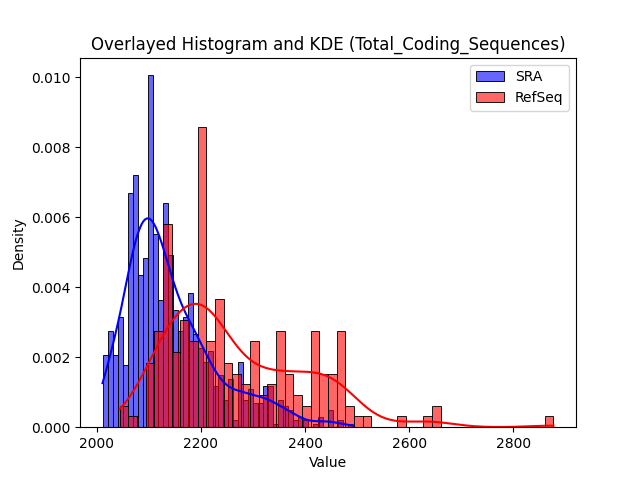 Overlayed Histogram and KDE (Total_Coding_Sequences)
SRA
RefSeq
0.010
0.008
0.006
0.004
0.002
0.000
Density
2000 2200 2400 2600 2800
Value